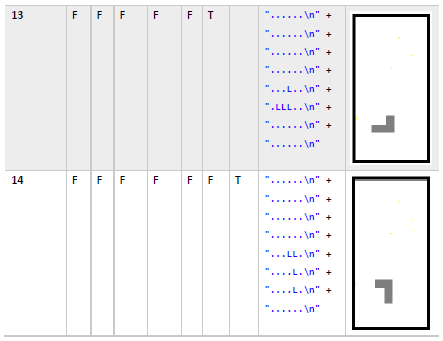 13 F F F F F T "......\n" +
"......\n" +
"......\n" +
"......\n" +
"...L..\n" +
".LLL..\n" +
"......\n" +
"......\n"
14 F F F F F F T "......\n" +
"......\n" +
"......\n" +
"......\n" +
"...LL.\n" +
"....L.\n" +
"....L.\n" +
"......\n"